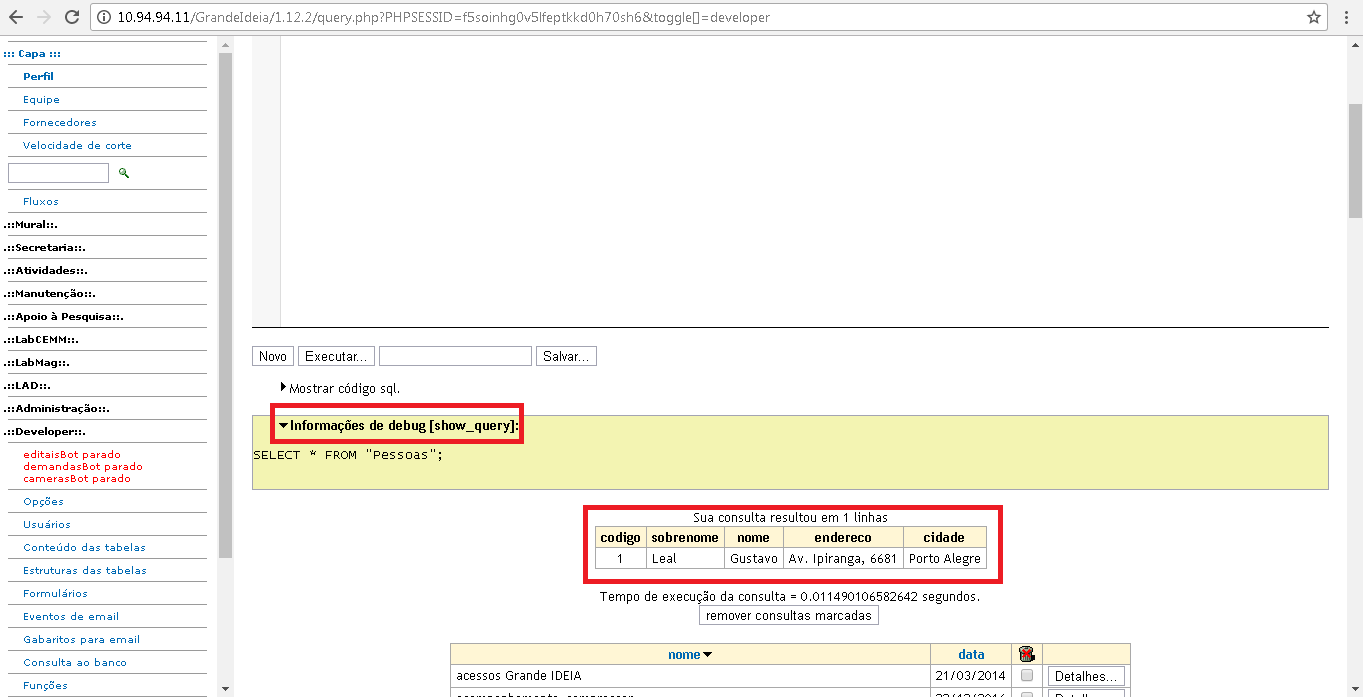 10.94.94.11/GrandeIdeia/1.12.2/query.php?PHPSESSID=f5soinhg0v5lfeptkkd0h70sh6&toggle[]=developer
::: Capa :::
Perfil
Equipe
Fornecedores
Velocidade de corte
Fluxos
.::Mural::.
.::Secretaria::.
.::Atividades::.
.::Manutenção::.
.::Apoio à Pesquisa::.
.::LabCEMM::.
.::LabMag::.
.::LAD::.
.::Administração::.
.::Developer::.
editaisBot parado
demandasBot parado
camerasBot parado
Opções
Usuários
Conteúdo das tabelas
Estruturas das tabelas
Formulários
Eventos de email
Gabaritos para email
Consulta ao banco
Funções
Novo Executar... Salvar...
Mostrar código sql.
Informações de debug [show_query]:
SELECT * FROM "Pessoas";
Sua consulta resultou em 1 linhas
codigo sobrenome nome endereco cidade
1 Leal Gustavo Av. Ipiranga, 6681 Porto Alegre
Tempo de execução da consulta = 0.011490106582642 segundos.
remover consultas marcadas
nome data
acessos Grande IDEIA 21/03/2014 Detalhes...